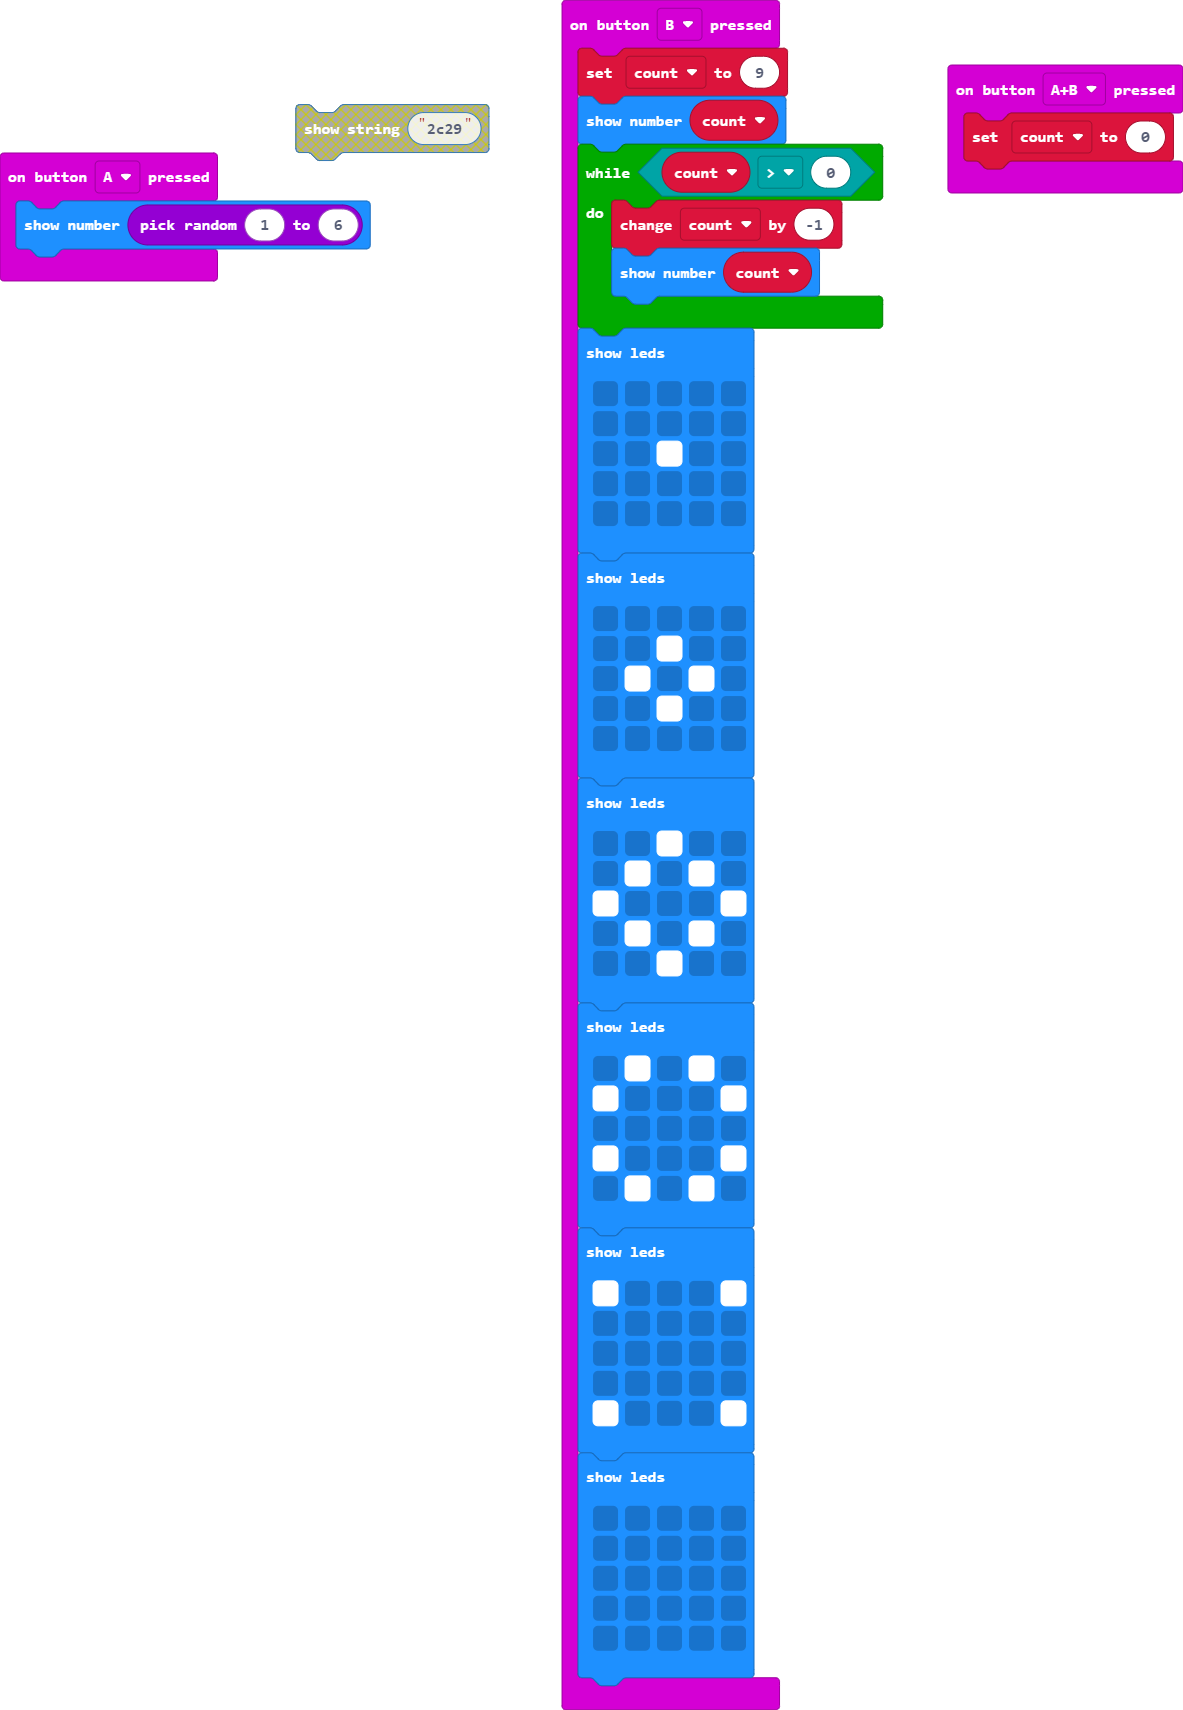 on button A pressed
show number pick random 1 to 6
show string "2c29"
on button B pressed
set count to 9
show number count
while count > 0
do
change count by -1
show number count
show leds
show leds
show leds
show leds
show leds
show leds
on button A+B pressed
set count to 0